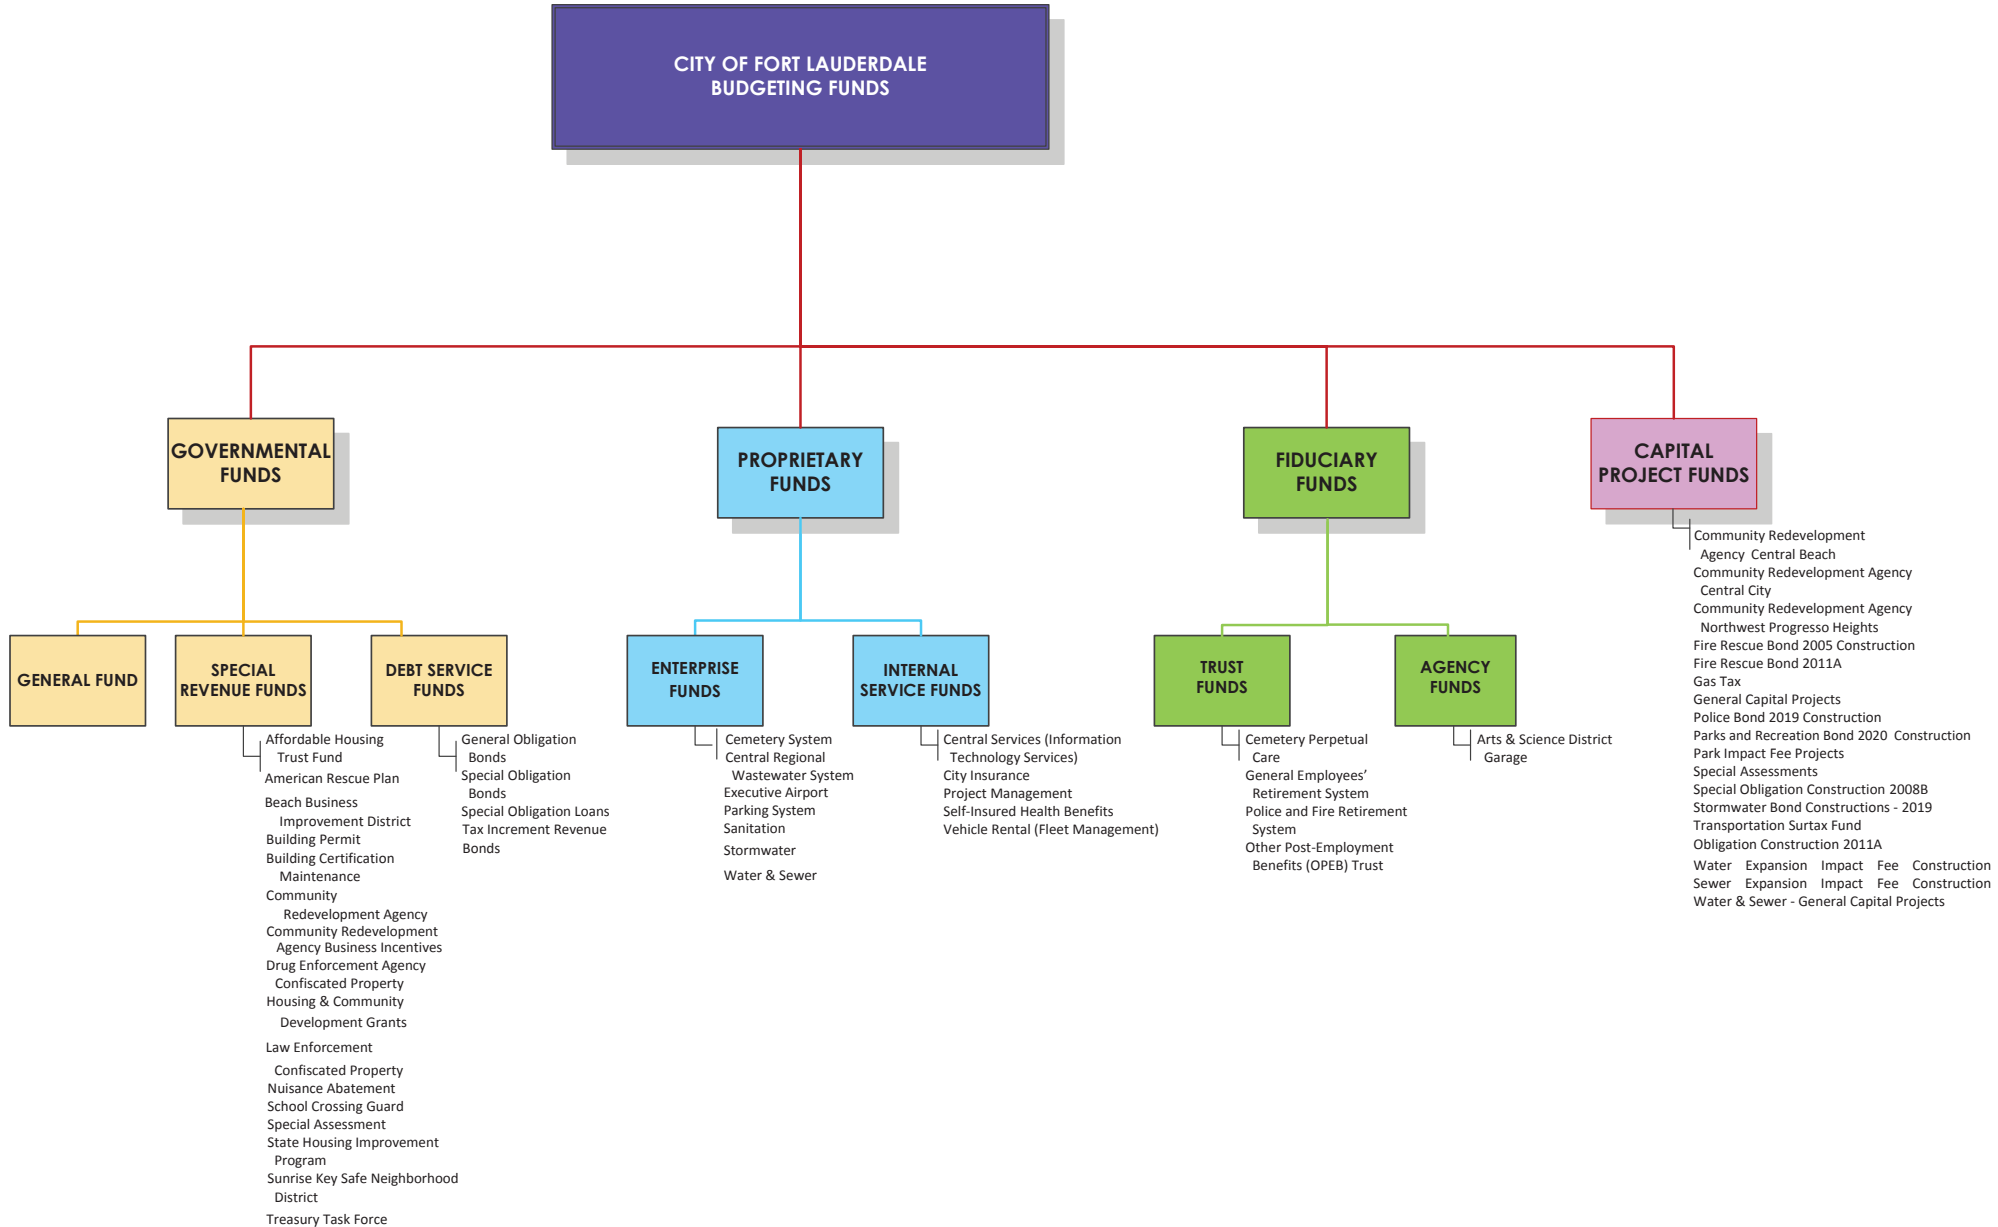 CITY OF FORT LAUDERDALE
BUDGETING FUNDS
GOVERNMENTAL
FUNDS
PROPRIETARY
FUNDS
FIDUCIARY
FUNDS
CAPITAL
PROJECT FUNDS
GENERAL FUND
SPECIAL
REVENUE FUNDS
Affordable Housing
Trust Fund
American Rescue Plan
Beach Business
Improvement District
Building Permit
Building Certification
Maintenance
Community
Redevelopment Agency
Community Redevelopment
Agency Business Incentives
Drug Enforcement Agency
Confiscated Property
Housing & Community
Development Grants
Law Enforcement
Confiscated Property
Nuisance Abatement
School Crossing Guard
Special Assessment
State Housing Improvement
Program
Sunrise Key Safe Neighborhood
District
Treasury Task Force
DEBT SERVICE
FUNDS
General Obligation
Bonds
Special Obligation
Bonds
Special Obligation Loans
Tax Increment Revenue
Bonds
ENTERPRISE
FUNDS
Cemetery System
Central Regional
Wastewater System
Executive Airport
Parking System
Sanitation
Stormwater
Water & Sewer
INTERNAL
SERVICE FUNDS
Central Services (Information
Technology Services)
City Insurance
Project Management
Self-Insured Health Benefits
Vehicle Rental (Fleet Management)
TRUST
FUNDS
Cemetery Perpetual
Care
General Employees’
Retirement System
Police and Fire Retirement
System
Other Post-Employment
Benefits (OPEB) Trust
AGENCY
FUNDS
Arts & Science District
Garage
Community Redevelopment
Agency Central Beach
Community Redevelopment Agency
Central City
Community Redevelopment Agency
Northwest Progresso Heights
Fire Rescue Bond 2005 Construction
Fire Rescue Bond 2011A
Gas Tax
General Capital Projects
Police Bond 2019 Construction
Parks and Recreation Bond 2020 Construction
Park Impact Fee Projects
Special Assessments
Special Obligation Construction 2008B
Stormwater Bond Constructions - 2019
Transportation Surtax Fund
Obligation Construction 2011A
Water Expansion Impact Fee Construction
Sewer Expansion Impact Fee Construction
Water & Sewer - General Capital Projects